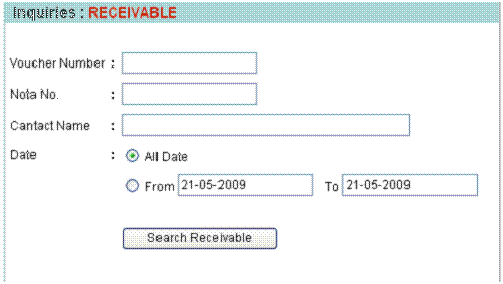 Inquiries : RECEIVABLE
Voucher Number :
Nota No. :
Cantact Name :
Date : All Date
From 21-05-2009 To 21-05-2009
Search Receivable